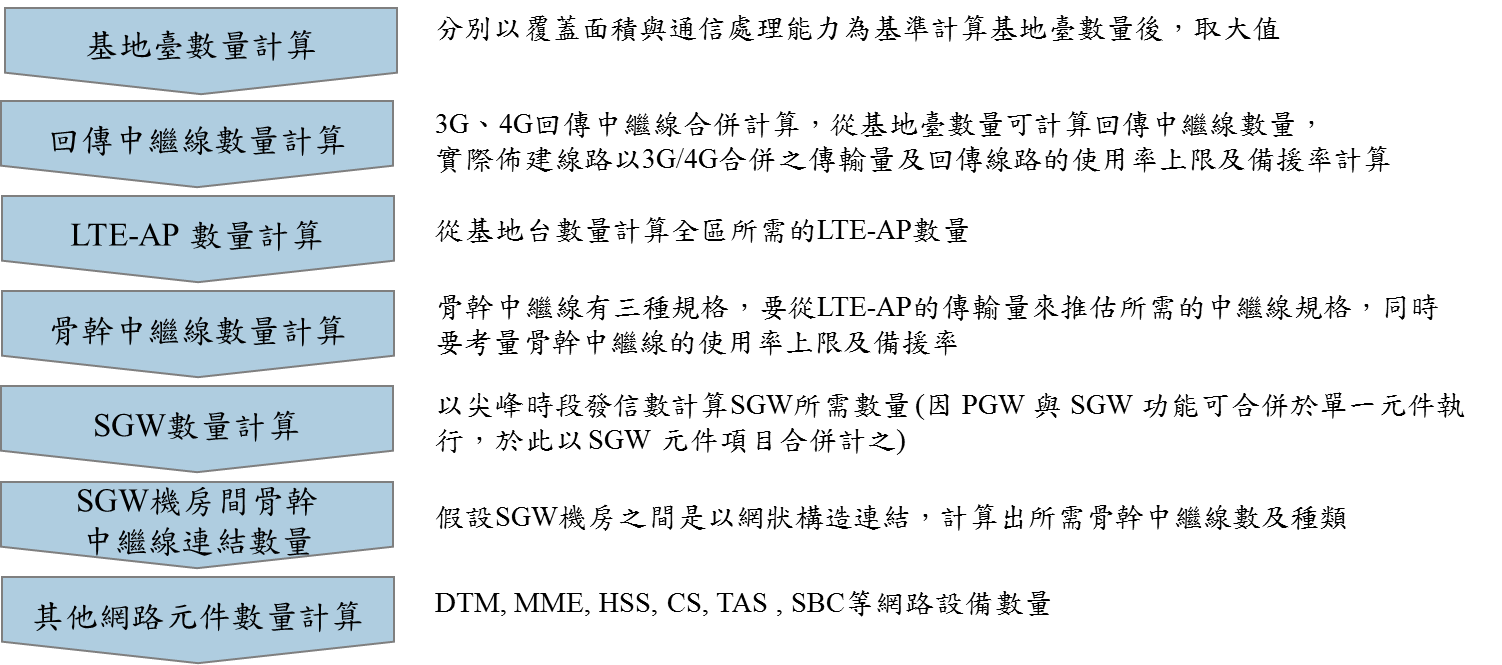 基地臺數量計算
分別以覆蓋面積與通信處理能力為基準計算基地臺數量後，取大值
回傳中繼線數量計算
3G、4G回傳中繼線合併計算，從基地臺數量可計算回傳中繼線數量，
實際佈建線路以3G/4G合併之傳輸量及回傳線路的使用率上限及備援率計算
LTE-AP 數量計算
從基地台數量計算全區所需的LTE-AP數量
骨幹中繼線數量計算
骨幹中繼線有三種規格，要從LTE-AP的傳輸量來推估所需的中繼線規格，同時
要考量骨幹中繼線的使用率上限及備援率
SGW數量計算
以尖峰時段發信數計算SGW所需數量(因 PGW 與 SGW 功能可合併於單一元件執
行，於此以SGW 元件項目合併計之)
SGW機房間骨幹
中繼線連結數量
假設SGW機房之間是以網狀構造連結，計算出所需骨幹中繼線數及種類
其他網路元件數量計算
DTM, MME, HSS, CS, TAS , SBC等網路設備數量